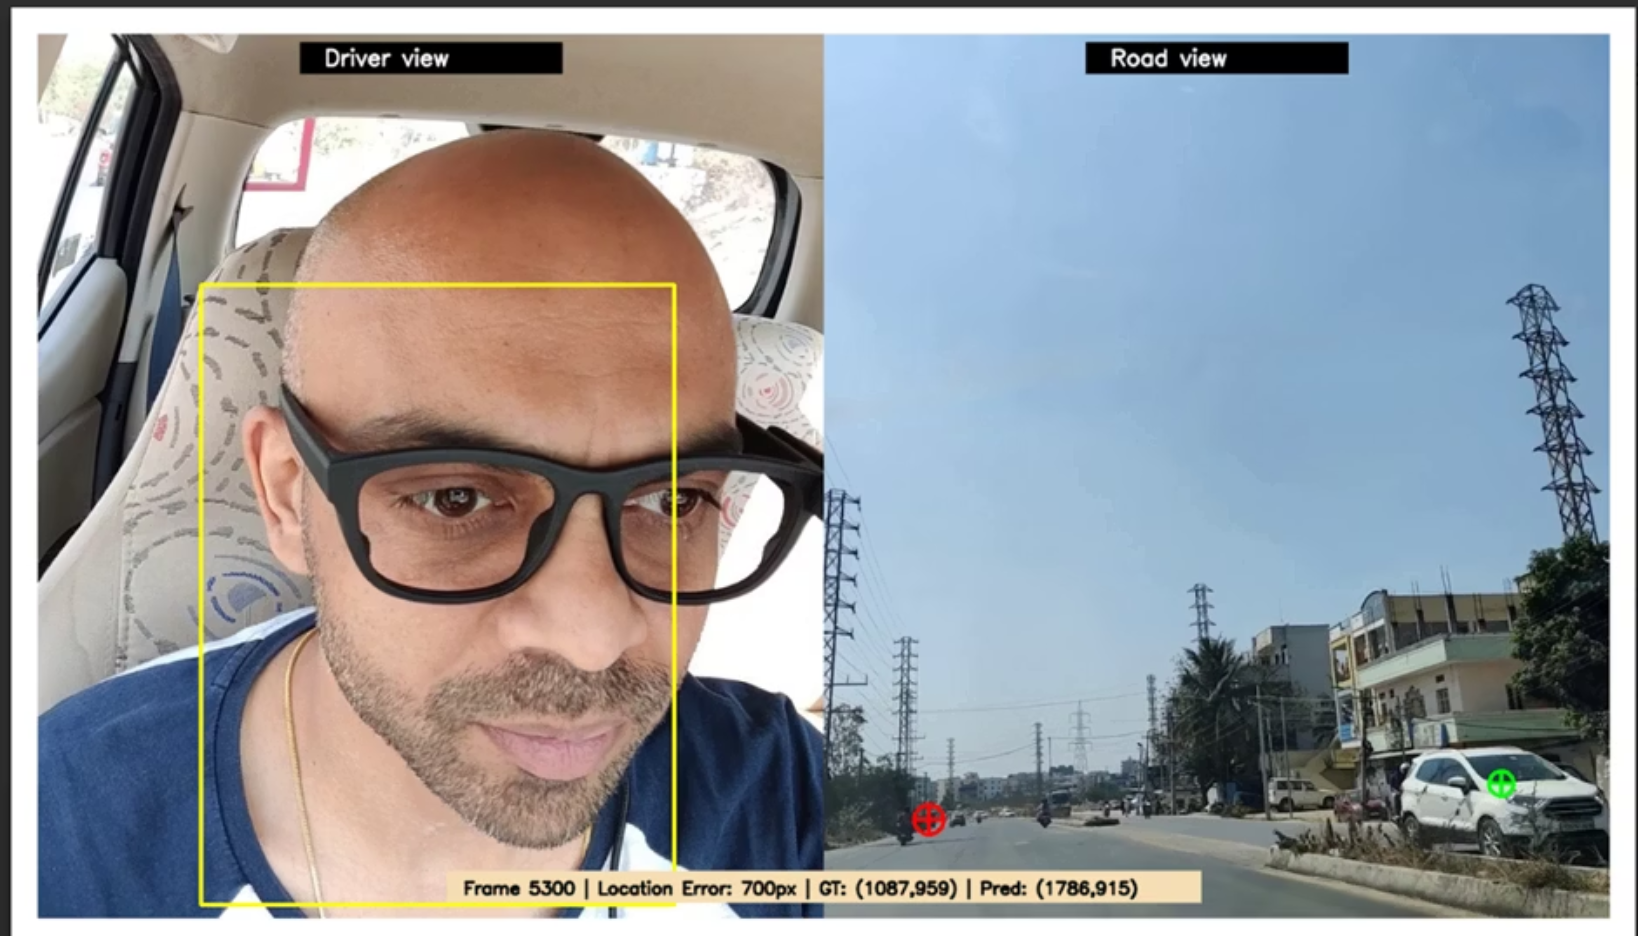 Driver view
Road view
Frame 5300 | Location Error: 700px | GT: (1087,959) | Pred: (1786,915)